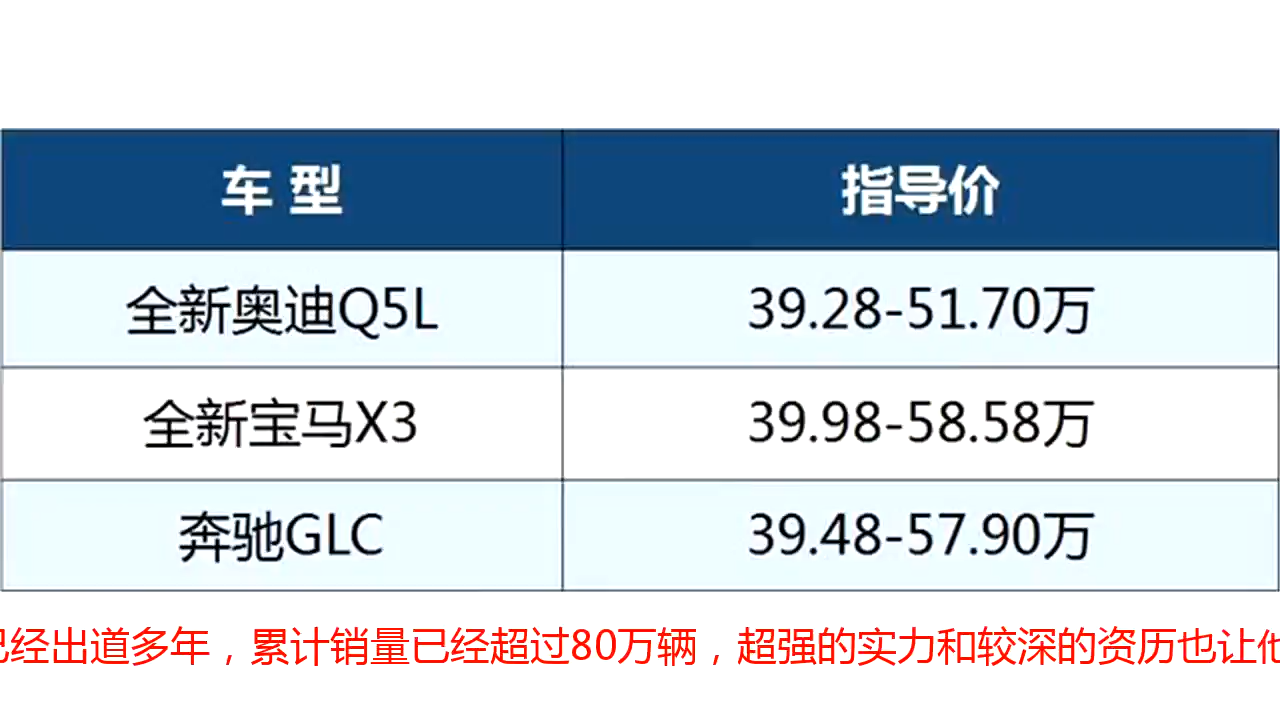 车 型 指导价
全新奥迪Q5L 39.28-51.70万
全新宝马X3 39.98-58.58万
奔驰GLC 39.48-57.90万
已经出道多年，累计销量已经超过80万辆，超强的实力和较深的资历也让他